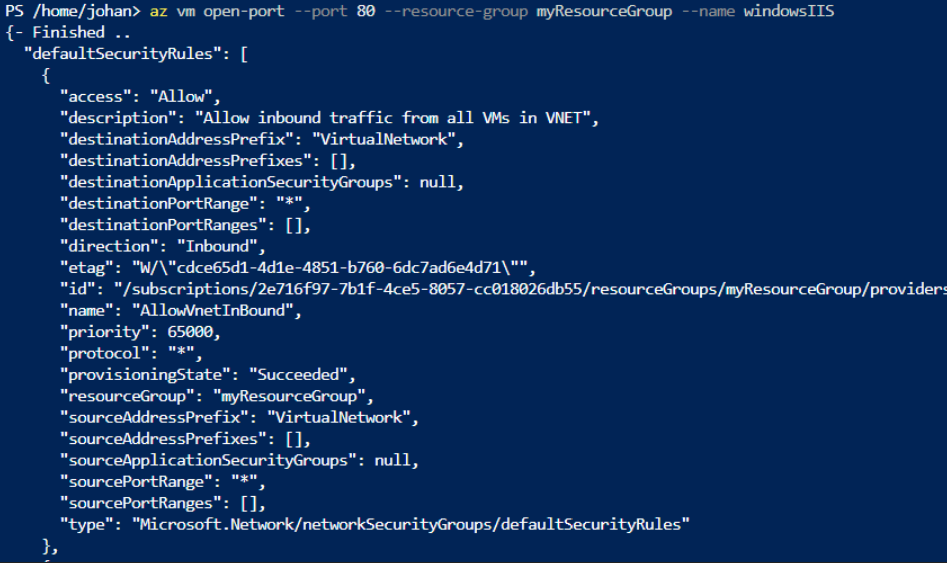 PS /home/johan> az vm open-port --port 80 --resource-group myResourceGroup --name windowsIIS
{- Finished ..
  "defaultSecurityRules": [
    {
      "access": "Allow",
      "description": "Allow inbound traffic from all VMs in VNET",
      "destinationAddressPrefix": "VirtualNetwork",
      "destinationAddressPrefixes": [],
      "destinationApplicationSecurityGroups": null,
      "destinationPortRange": "*",
      "destinationPortRanges": [],
      "direction": "Inbound",
      "etag": "W/\"cdce65d1-4d1e-4851-b760-6dc7ad6e4d71\"",
      "id": "/subscriptions/2e716f97-7b1f-4ce5-8057-cc018026db55/resourceGroups/myResourceGroup/providers
      "name": "AllowVnetInBound",
      "priority": 65000,
      "protocol": "*",
      "provisioningState": "Succeeded",
      "resourceGroup": "myResourceGroup",
      "sourceAddressPrefix": "VirtualNetwork",
      "sourceAddressPrefixes": [],
      "sourceApplicationSecurityGroups": null,
      "sourcePortRange": "*",
      "sourcePortRanges": [],
      "type": "Microsoft.Network/networkSecurityGroups/defaultSecurityRules"
    },